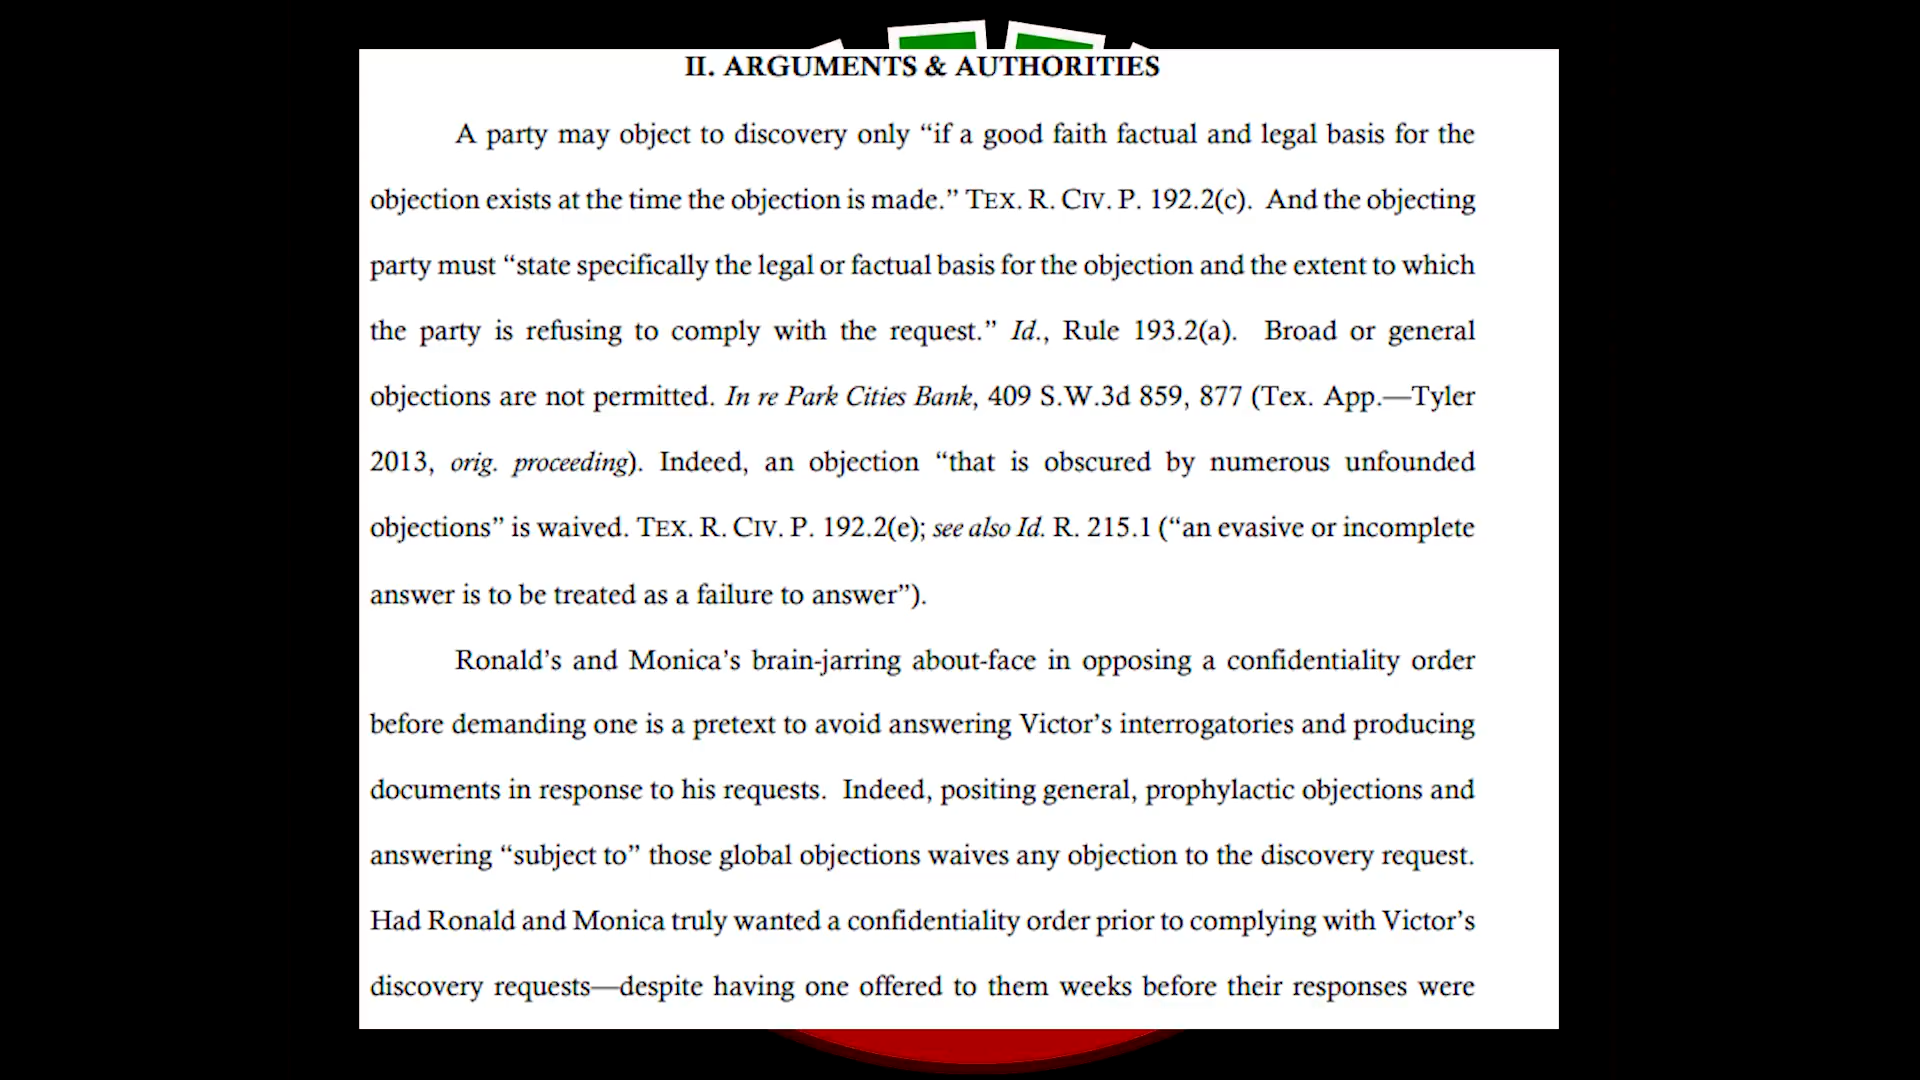 II. ARGUMENTS & AUTHORITIES
A party may object to discovery only “if a good faith factual and legal basis for the
objection exists at the time the objection is made.” TEX. R. CIV. P. 192.2(c).  And the objecting
party must “state specifically the legal or factual basis for the objection and the extent to which
the party is refusing to comply with the request.” Id., Rule 193.2(a).  Broad or general
objections are not permitted. In re Park Cities Bank, 409 S.W.3d 859, 877 (Tex. App.—Tyler
2013, orig. proceeding). Indeed, an objection “that is obscured by numerous unfounded
objections” is waived. TEX. R. CIV. P. 192.2(e); see also Id. R. 215.1 (“an evasive or incomplete
answer is to be treated as a failure to answer”).
Ronald’s and Monica’s brain-jarring about-face in opposing a confidentiality order
before demanding one is a pretext to avoid answering Victor’s interrogatories and producing
documents in response to his requests.  Indeed, positing general, prophylactic objections and
answering “subject to” those global objections waives any objection to the discovery request.
Had Ronald and Monica truly wanted a confidentiality order prior to complying with Victor’s
discovery requests—despite having one offered to them weeks before their responses were